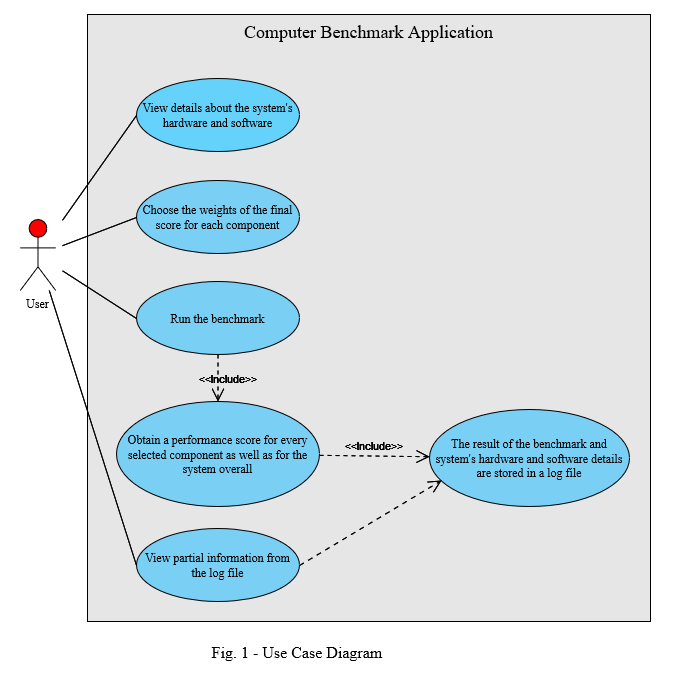 Computer Benchmark Application
View details about the system's
hardware and software
Choose the weights of the final
score for each component
User
Run the benchmark
<<Include>>
Obtain a performance score for every
selected component as well as for the
system overall
<<Include>>
The result of the benchmark and
system's hardware and software details
are stored in a log file
View partial information from
the log file
Fig. 1 - Use Case Diagram